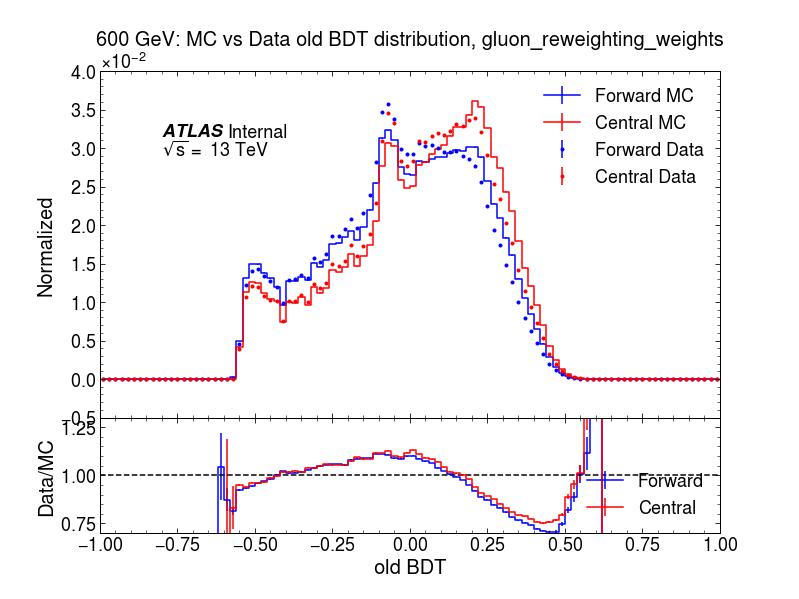 600 GeV: MC vs Data old BDT distribution, gluon_reweighting_weights
×10⁻²
4.0
3.5
3.0
2.5
2.0
1.5
1.0
0.5
0.0
−0.5
Normalized
ATLAS Internal
√s = 13 TeV
Forward MC
Central MC
Forward Data
Central Data
1.25
1.00
0.75
Data/MC
Forward
Central
−1.00 −0.75 −0.50 −0.25 0.00 0.25 0.50 0.75 1.00
old BDT